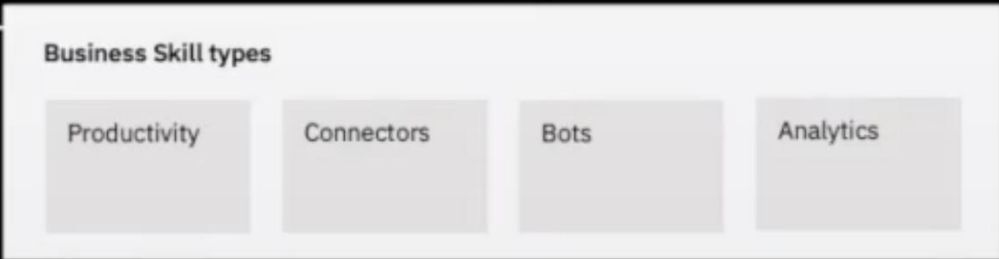 Business Skill types
Productivity
Connectors
Bots
Analytics